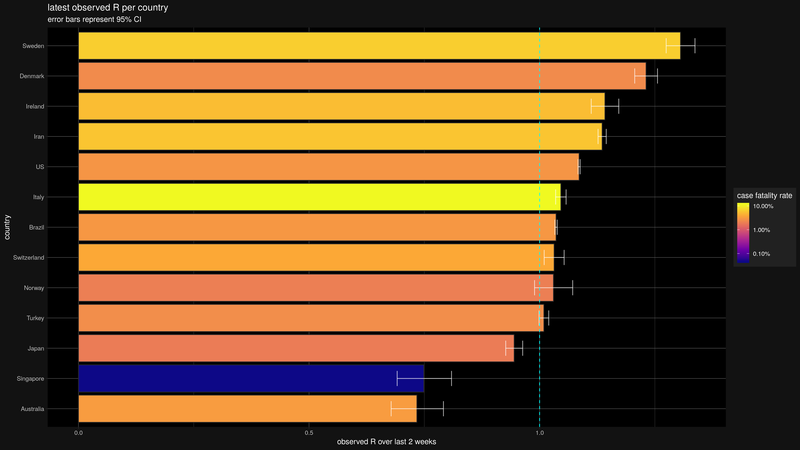 latest observed R per country
error bars represent 95% CI
country
Sweden
Denmark
Ireland
Iran
US
Italy
Brazil
Switzerland
Norway
Turkey
Japan
Singapore
Australia
0.0
0.5
1.0
observed R over last 2 weeks
case fatality rate
10.00%
1.00%
0.10%